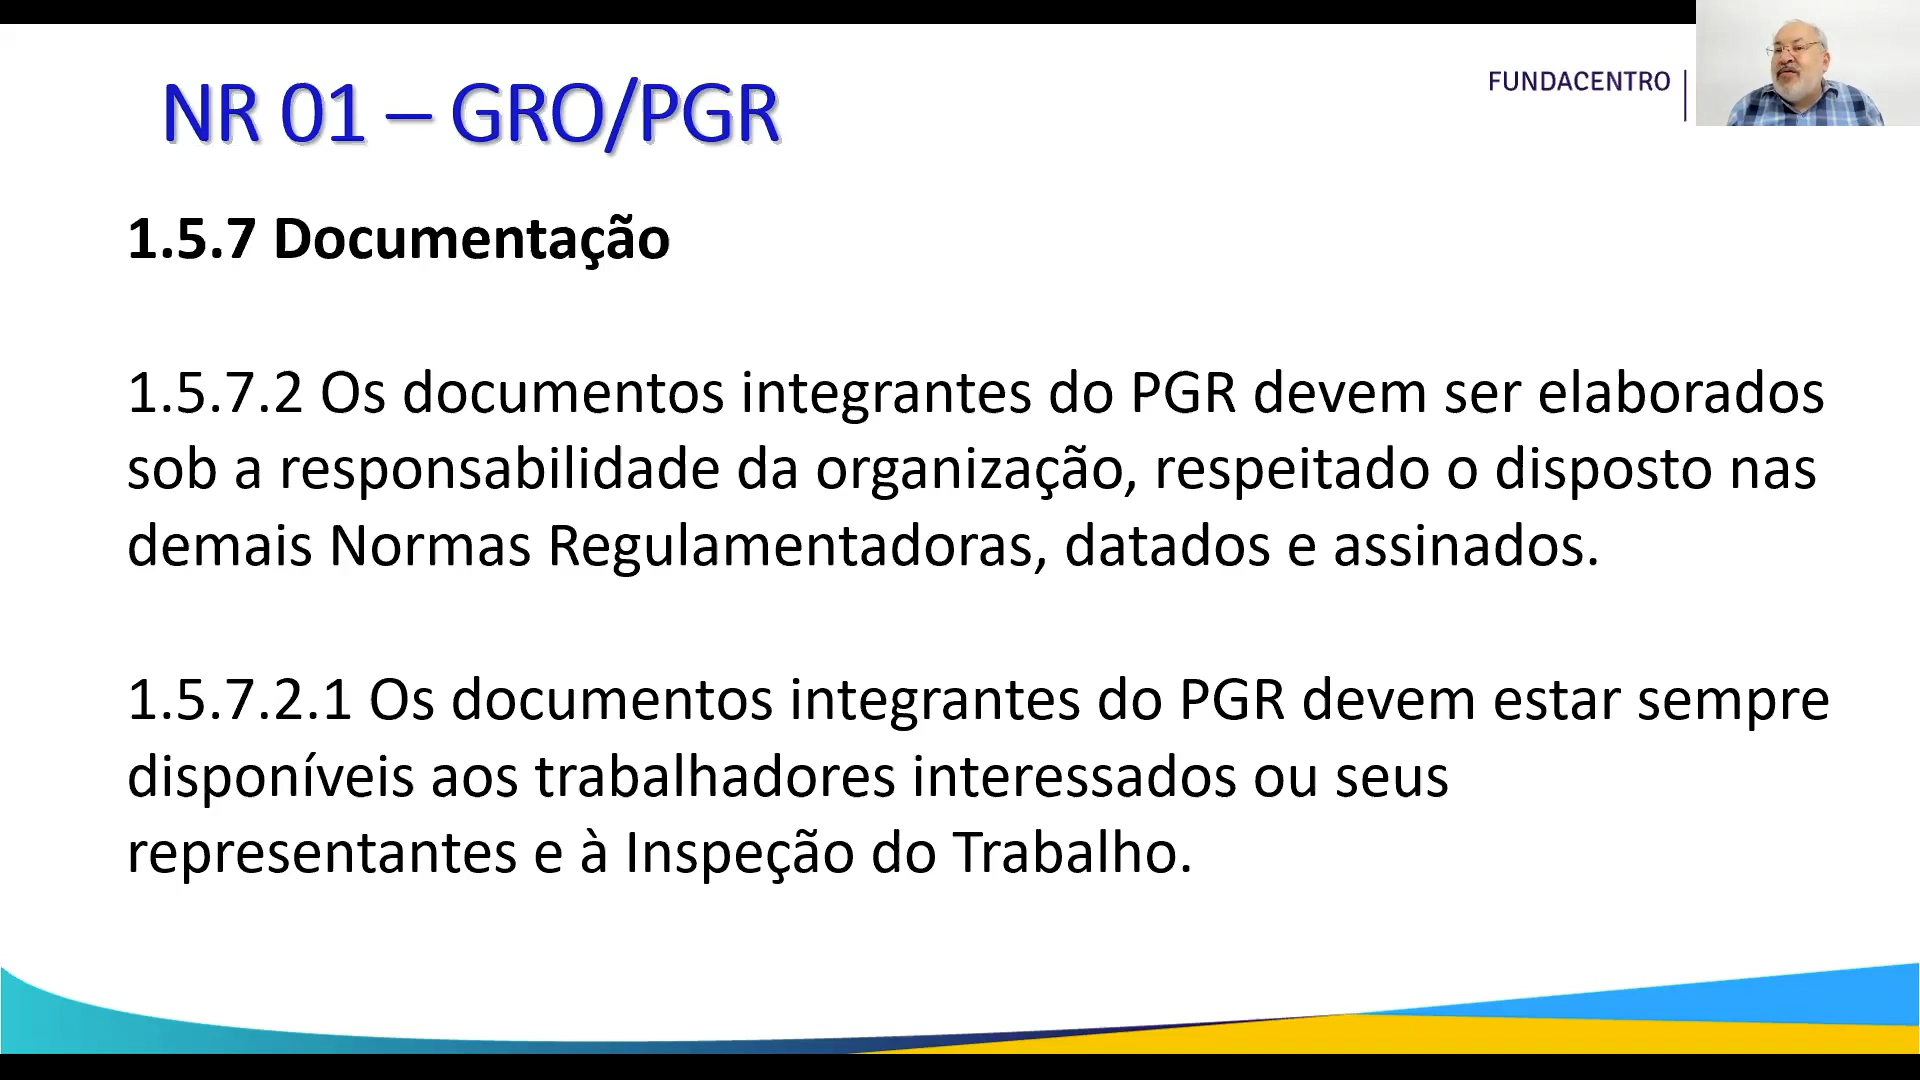 NR 01 – GRO/PGR
FUNDACENTRO
1.5.7 Documentação
1.5.7.2 Os documentos integrantes do PGR devem ser elaborados
sob a responsabilidade da organização, respeitado o disposto nas
demais Normas Regulamentadoras, datados e assinados.
1.5.7.2.1 Os documentos integrantes do PGR devem estar sempre
disponíveis aos trabalhadores interessados ou seus
representantes e à Inspeção do Trabalho.